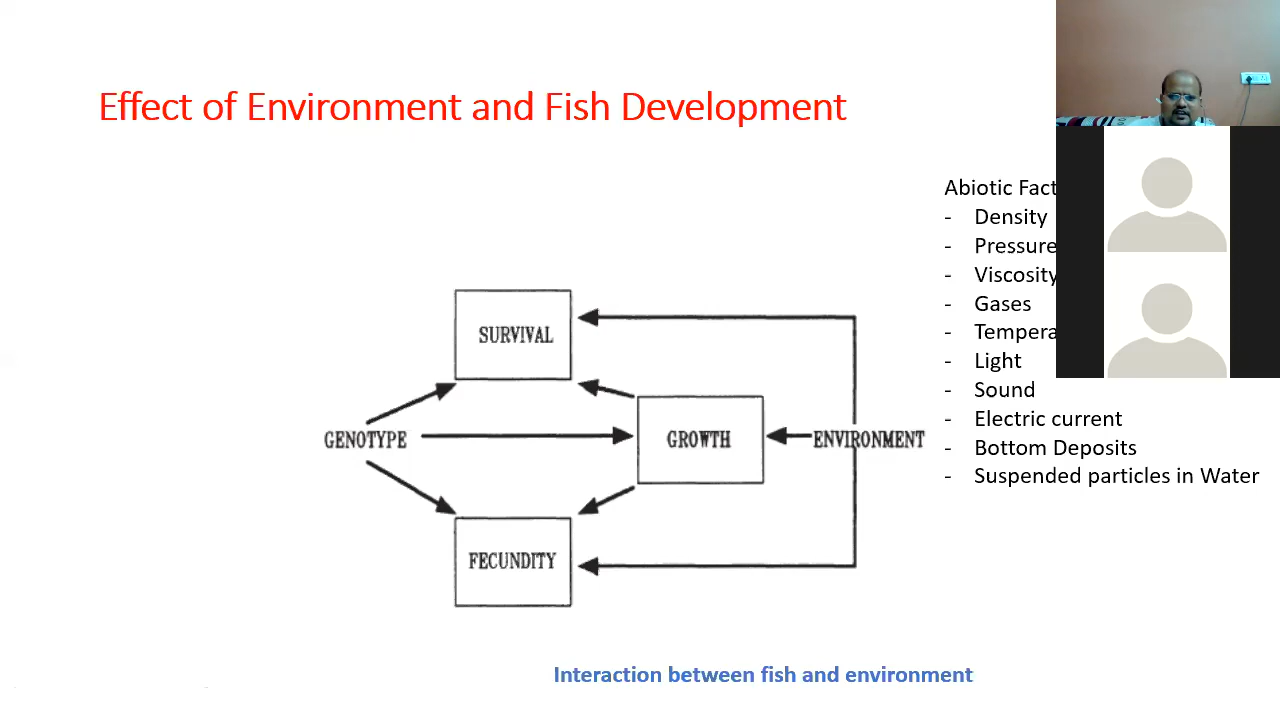 Effect of Environment and Fish Development
Abiotic Fact
- Density
- Pressure
- Viscosity
- Gases
- Tempera
- Light
- Sound
- Electric current
- Bottom Deposits
- Suspended particles in Water
SURVIVAL
GENOTYPE
GROWTH
ENVIRONMENT
FECUNDITY
Interaction between fish and environment